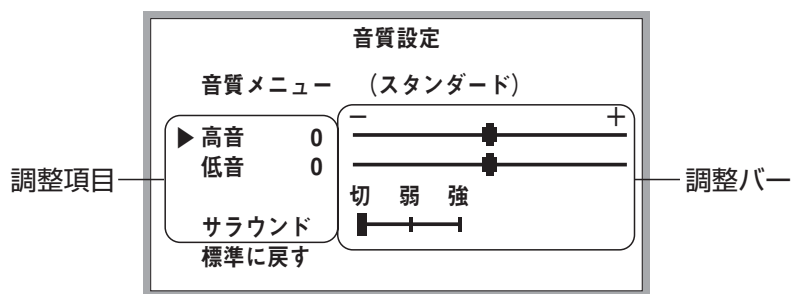 音質設定
音質メニュー (スタンダード)
− +
▶高音 0
低音 0
調整項目
調整バー
切 弱 強
サラウンド
標準に戻す